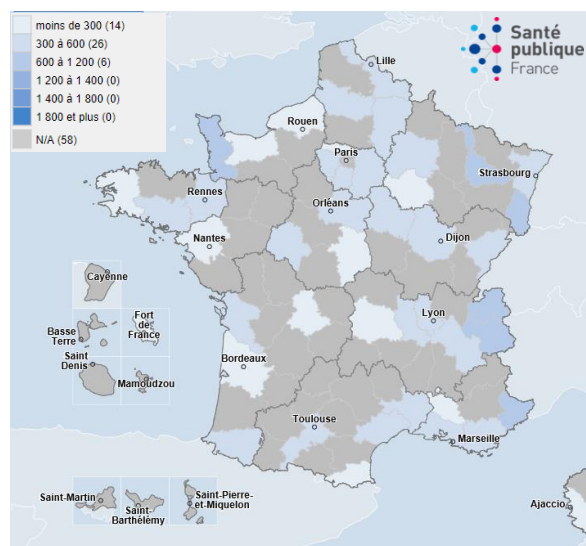 moins de 300 (14)
300 à 600 (26)
600 à 1 200 (6)
1 200 à 1 400 (0)
1 400 à 1 800 (0)
1 800 et plus (0)
N/A (58)
Santé
publique
France
Lille
Rouen
Paris
Strasbourg
Rennes
Orléans
Nantes
Dijon
Cayenne
Basse
Terre
Fort
de
France
Lyon
Saint
Denis
Mamoudzou
Bordeaux
Toulouse
Marseille
Saint-Martin
Saint-
Barthélémy
Saint-Pierre
et-Miquelon
Ajaccio